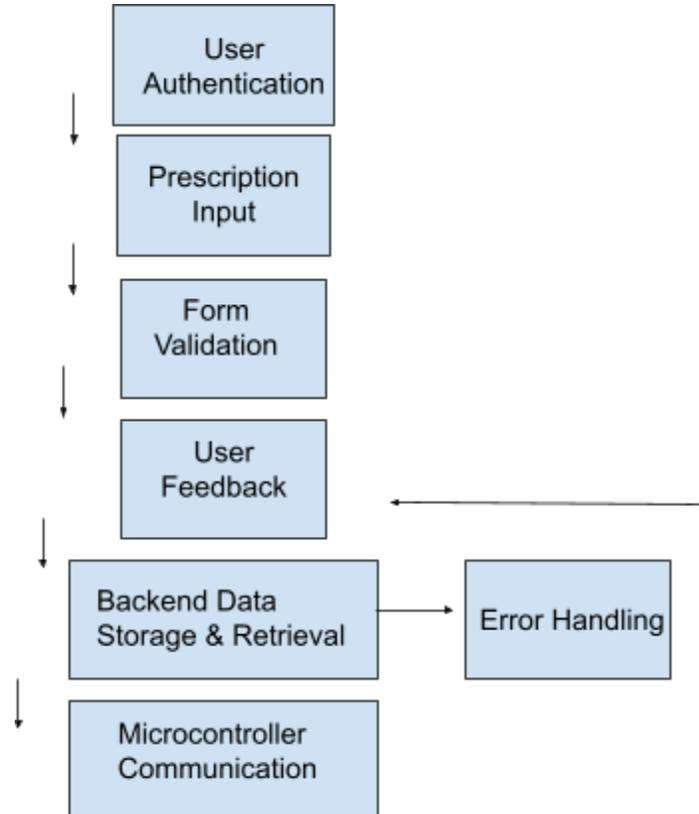 User
Authentication
Prescription
Input
Form
Validation
User
Feedback
Backend Data
Storage & Retrieval
Error Handling
Microcontroller
Communication